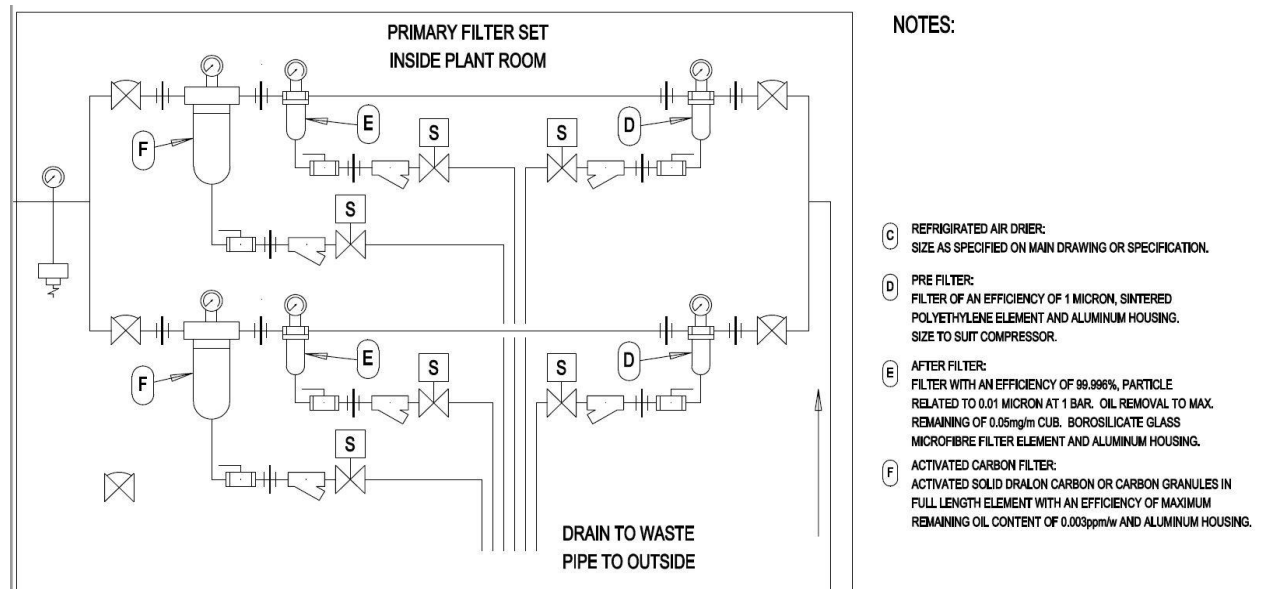 PRIMARY FILTER SET
INSIDE PLANT ROOM
E
D
S
S
F
S
E
D
S
S
F
S
DRAIN TO WASTE
PIPE TO OUTSIDE
NOTES:
C REFRIGIRATED AIR DRIER:
SIZE AS SPECIFIED ON MAIN DRAWING OR SPECIFICATION.
D PRE FILTER:
FILTER OF AN EFFICIENCY OF 1 MICRON, SINTERED
POLYETHYLENE ELEMENT AND ALUMINUM HOUSING.
SIZE TO SUIT COMPRESSOR.
E AFTER FILTER:
FILTER WITH AN EFFICIENCY OF 99.996%, PARTICLE
RELATED TO 0.01 MICRON AT 1 BAR. OIL REMOVAL TO MAX.
REMAINING OF 0.05mg/m CUB. BOROSILICATE GLASS
MICROFIBRE FILTER ELEMENT AND ALUMINUM HOUSING.
F ACTIVATED CARBON FILTER:
ACTIVATED SOLID DRALON CARBON OR CARBON GRANULES IN
FULL LENGTH ELEMENT WITH AN EFFICIENCY OF MAXIMUM
REMAINING OIL CONTENT OF 0.003ppm/w AND ALUMINUM HOUSING.